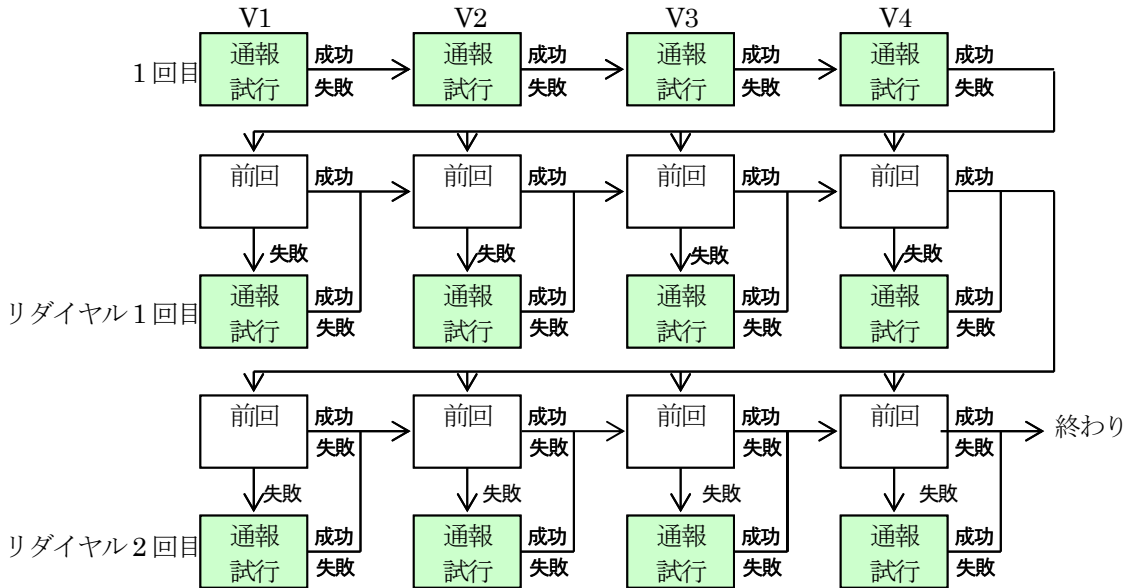 V1 V2 V3 V4
1回目 通報 成功 通報 成功 通報 成功 通報 成功
試行 失敗 試行 失敗 試行 失敗 試行 失敗
前回 成功 前回 成功 前回 成功 前回 成功
失敗 失敗 失敗 失敗
リダイヤル1回目 通報 成功 通報 成功 通報 成功 通報 成功
試行 失敗 試行 失敗 試行 失敗 試行 失敗
前回 成功 前回 成功 前回 成功 前回 成功 終わり
失敗 失敗 失敗 失敗
失敗 失敗 失敗 失敗
リダイヤル2回目 通報 成功 通報 成功 通報 成功 通報 成功
試行 失敗 試行 失敗 試行 失敗 試行 失敗